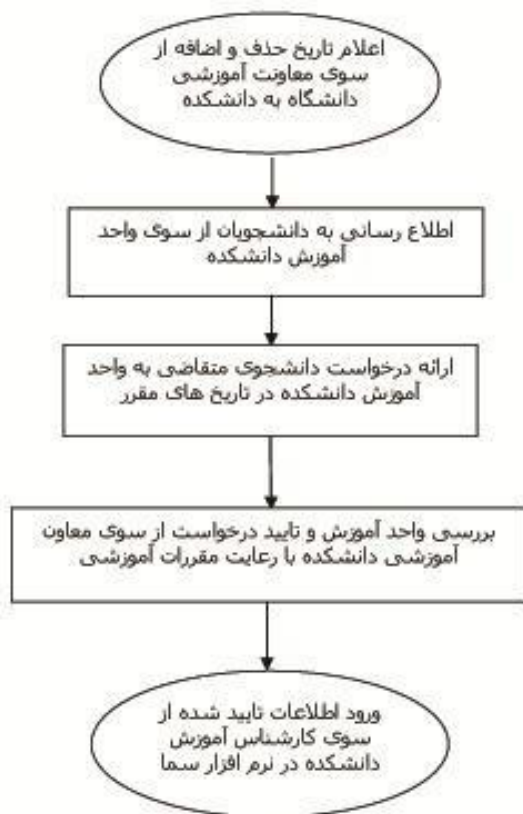 اعلام تاریخ حذف و اضافه از
سوی معاونت آموزشی
دانشگاه به دانشکده
اطلاع رسانی به دانشجویان از سوی واحد
آموزش دانشکده
ارائه درخواست دانشجوی متقاضی به واحد
آموزش دانشکده در تاریخ های مقرر
بررسی واحد آموزش و تایید درخواست از سوی معاون
آموزشی دانشکده با رعایت مقررات آموزشی
ورود اطلاعات تایید شده از
سوی کارشناس آموزش
دانشکده در نرم افزار سما